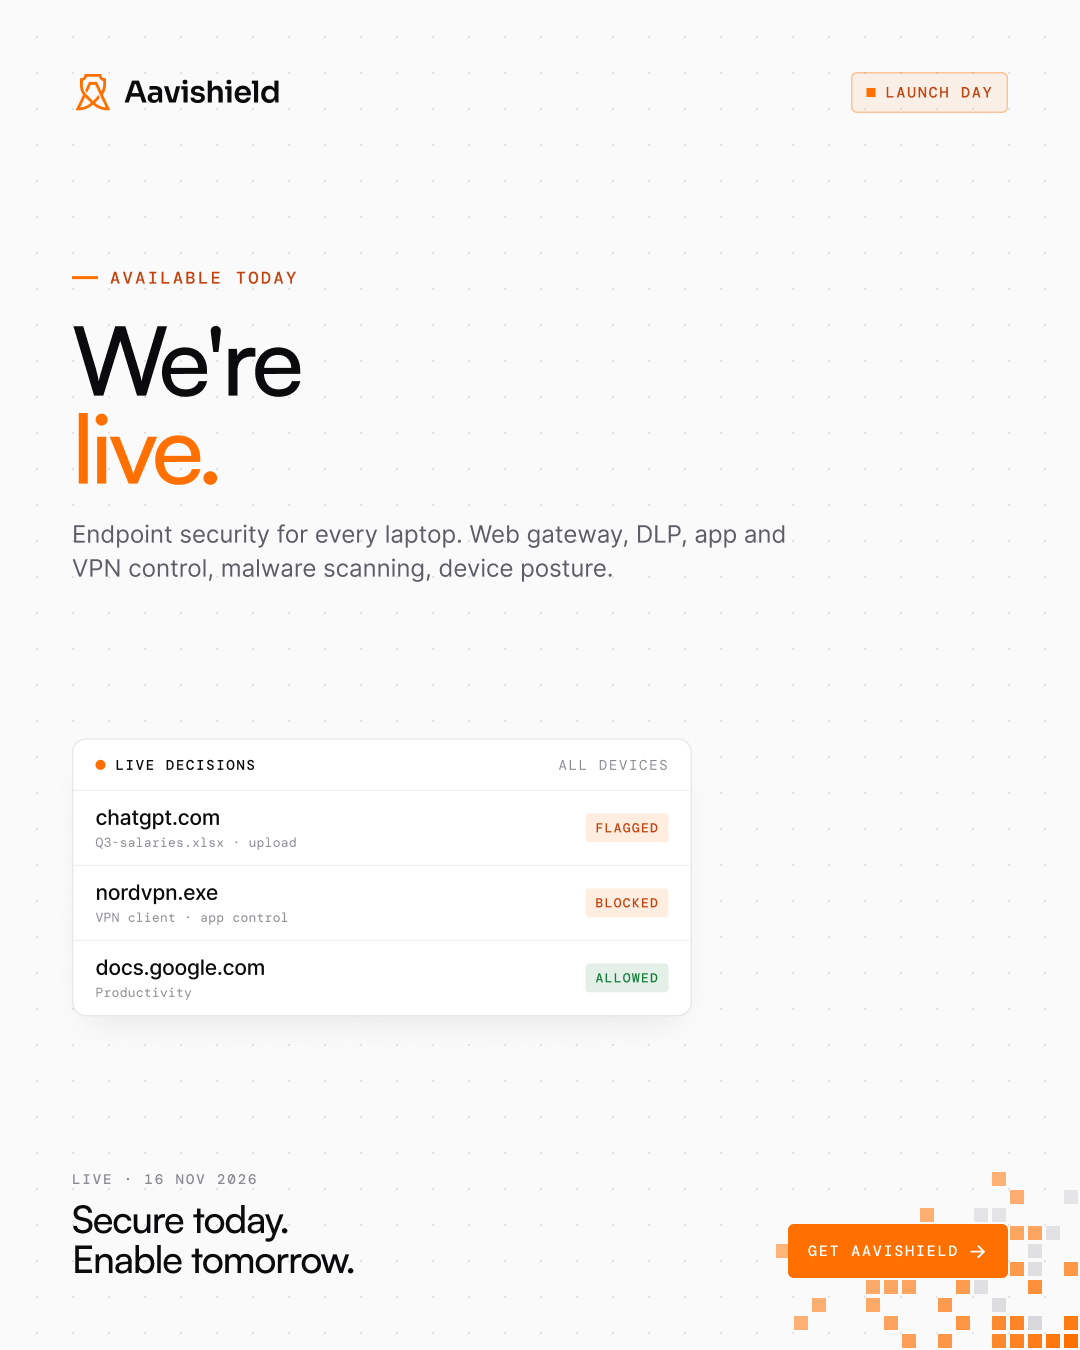 Aavishield
LAUNCH DAY
AVAILABLE TODAY
We're
live.
Endpoint security for every laptop. Web gateway, DLP, app and
VPN control, malware scanning, device posture.
LIVE DECISIONS
ALL DEVICES
chatgpt.com
Q3-salaries.xlsx · upload
FLAGGED
nordvpn.exe
VPN client · app control
BLOCKED
docs.google.com
Productivity
ALLOWED
LIVE · 16 NOV 2026
Secure today.
Enable tomorrow.
GET AAVISHIELD →